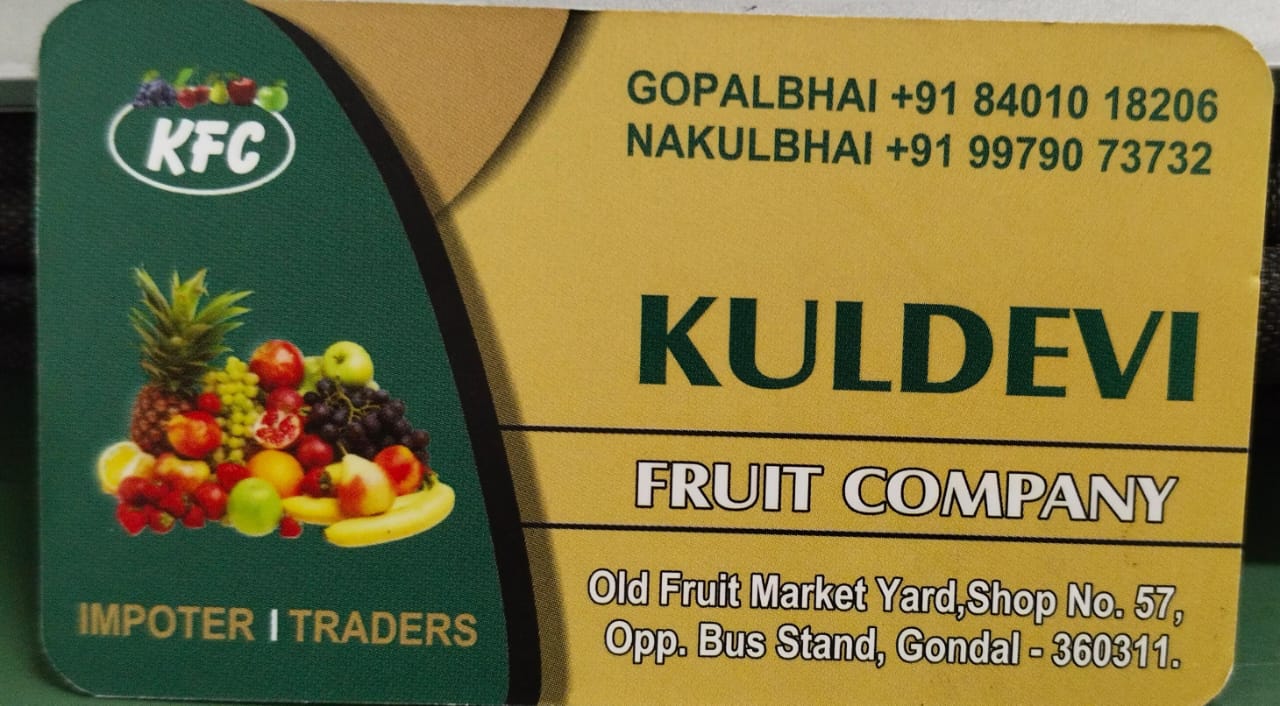 KFC
IMPOTER | TRADERS
GOPALBHAI +91 84010 18206
NAKULBHAI +91 99790 73732
KULDEVI
FRUIT COMPANY
Old Fruit Market Yard,Shop No. 57,
Opp. Bus Stand, Gondal - 360311.